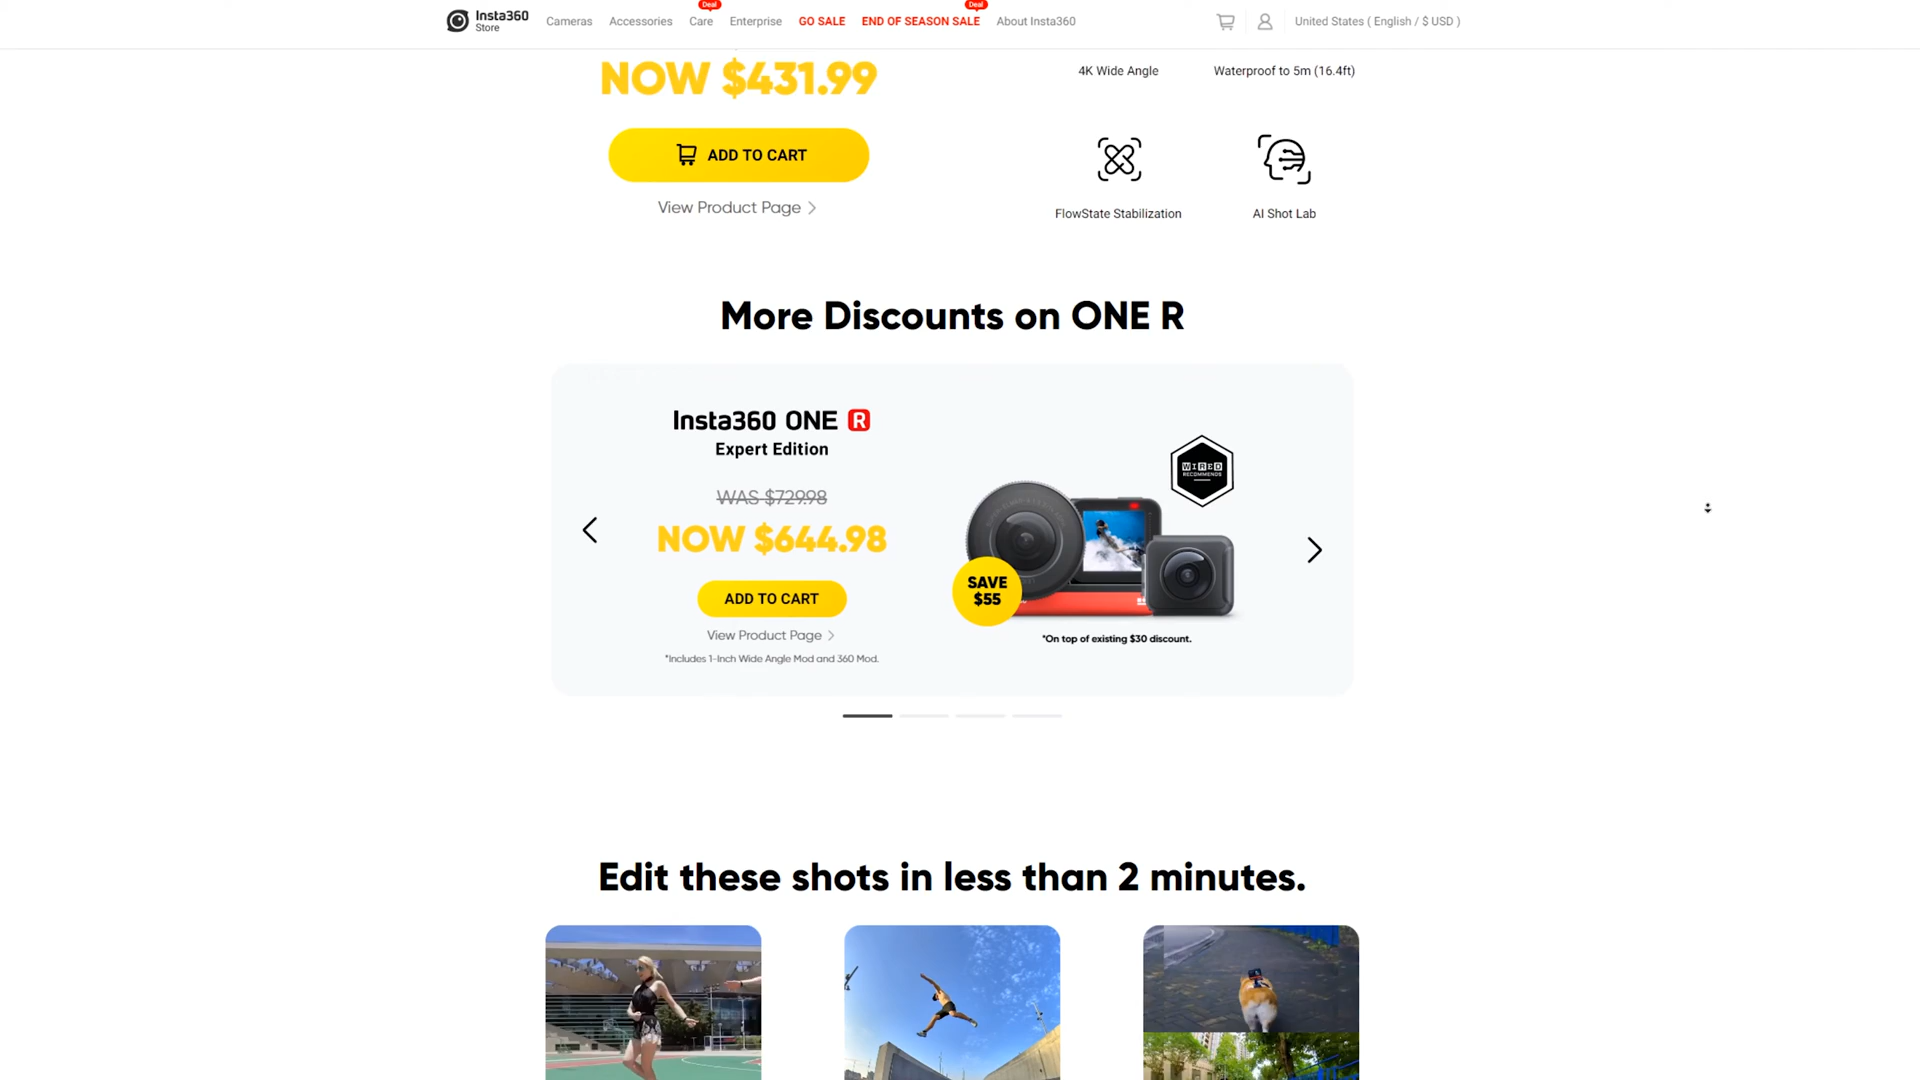 Insta360
Store
Cameras
Accessories
Deal
Care
Enterprise
GO SALE
Deal
END OF SEASON SALE
About Insta360
United States ( English / $ USD )
NOW $431.99
ADD TO CART
View Product Page
4K Wide Angle
Waterproof to 5m (16.4ft)
FlowState Stabilization
AI Shot Lab
More Discounts on ONE R
Insta360 ONE R
Expert Edition
WAS $729.98
NOW $644.98
ADD TO CART
View Product Page
*Includes 1-Inch Wide Angle Mod and 360 Mod.
WIRED
RECOMMENDS
SAVE
$55
*On top of existing $30 discount.
Edit these shots in less than 2 minutes.